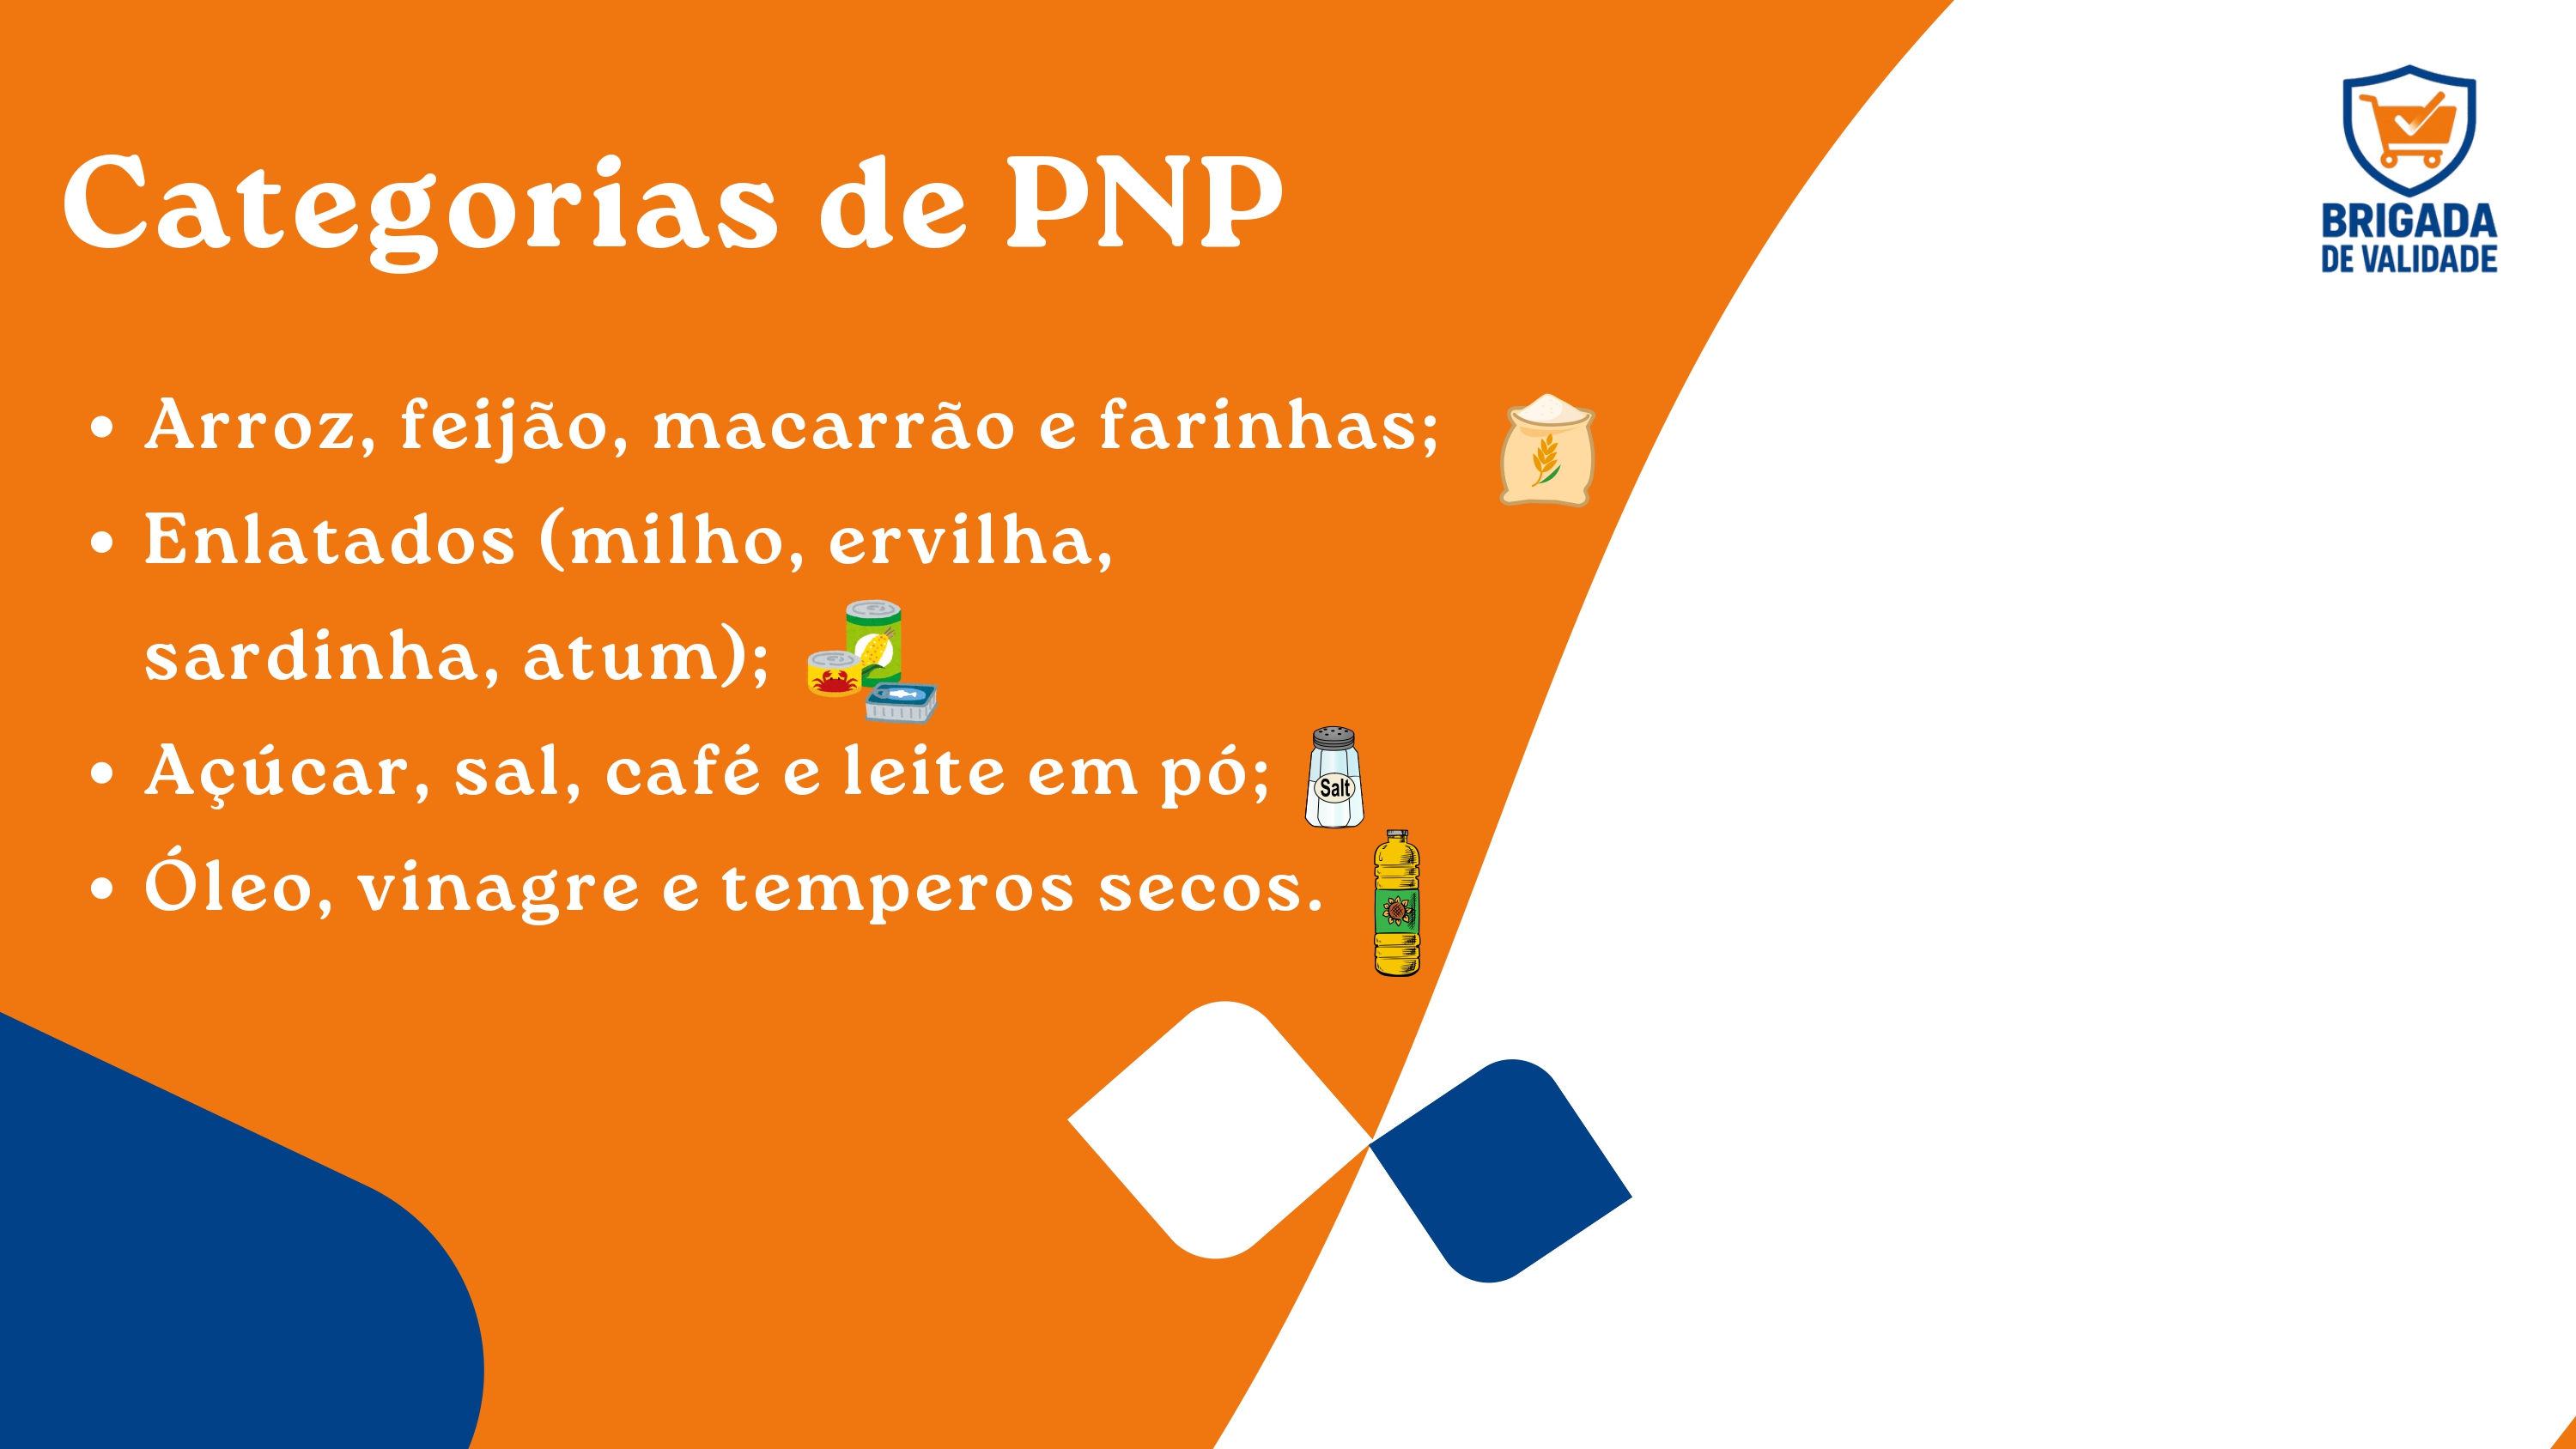 Categorias de PNP
BRIGADA
DE VALIDADE
• Arroz, feijão, macarrão e farinhas;
• Enlatados (milho, ervilha,
sardinha, atum);
• Açúcar, sal, café e leite em pó;
Salt
• Óleo, vinagre e temperos secos.